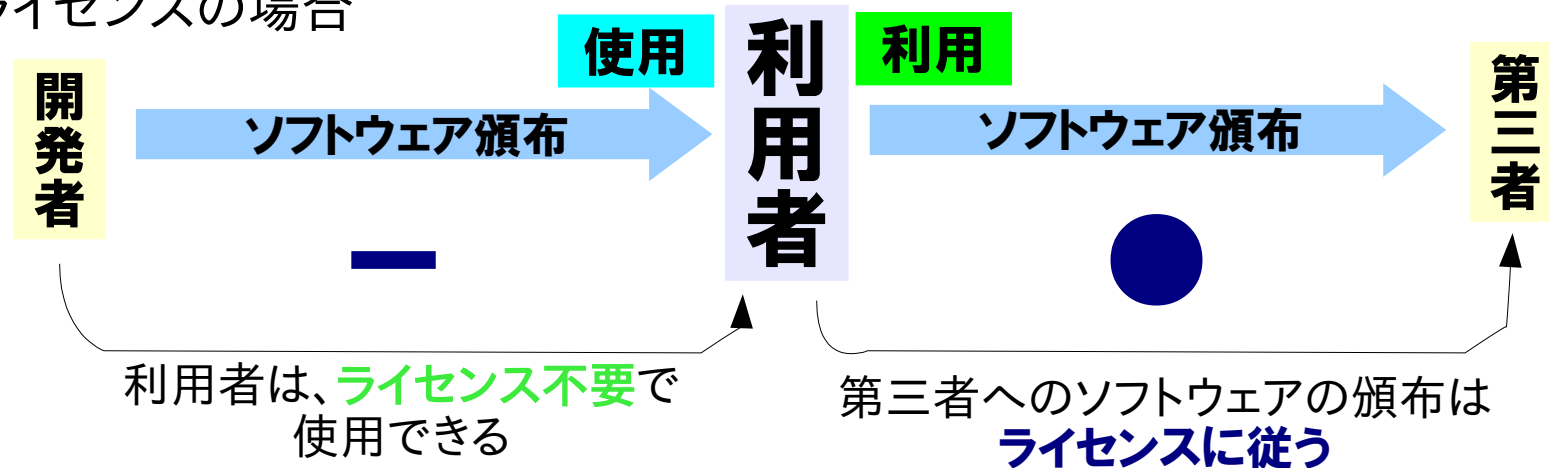 ライセンスの場合
開発者
ソフトウェア頒布
使用
利用者
利用
ソフトウェア頒布
第三者
利用者は、ライセンス不要で
使用できる
第三者へのソフトウェアの頒布は
ライセンスに従う